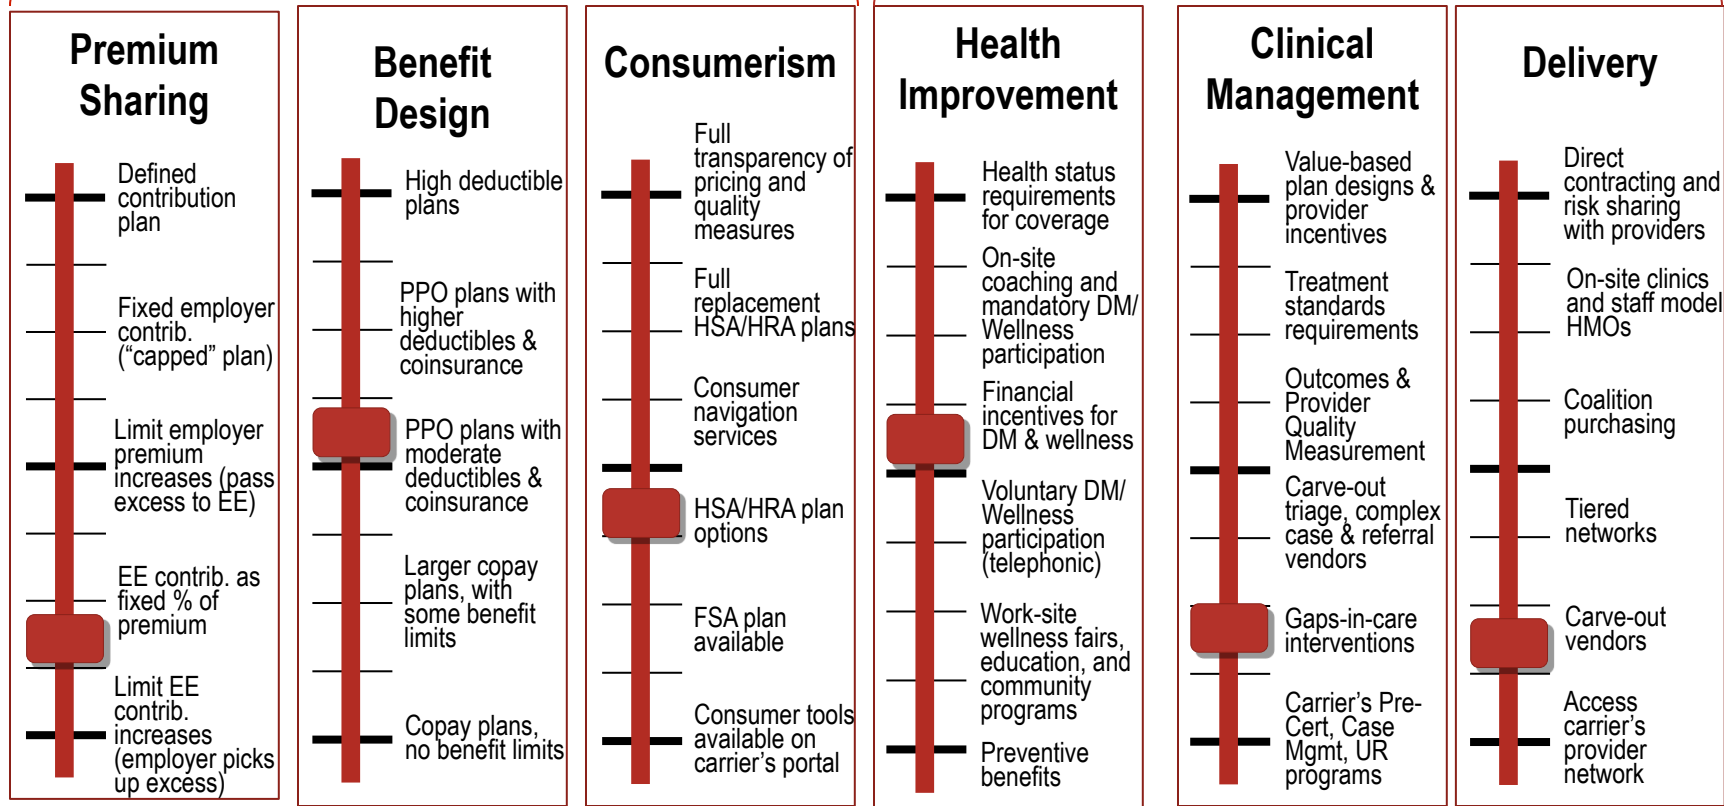 Premium
Sharing
Defined
contribution
plan
Fixed employer
contrib.
(“capped” plan)
Limit employer
premium
increases (pass
excess to EE)
EE contrib. as
fixed % of
premium
Limit EE
contrib.
increases
(employer picks
up excess)
Benefit
Design
High deductible
plans
PPO plans with
higher
deductibles &
coinsurance
PPO plans with
moderate
deductibles &
coinsurance
Larger copay
plans, with
some benefit
limits
Copay plans,
no benefit limits
Consumerism
Full
transparency of
pricing and
quality
measures
Full
replacement
HSA/HRA plans
Consumer
navigation
services
HSA/HRA plan
options
FSA plan
available
Consumer tools
available on
carrier’s portal
Health
Improvement
Health status
requirements
for coverage
On-site
coaching and
mandatory DM/
Wellness
participation
Financial
incentives for
DM & wellness
Voluntary DM/
Wellness
participation
(telephonic)
Work-site
wellness fairs,
education, and
community
programs
Preventive
benefits
Clinical
Management
Value-based
plan designs &
provider
incentives
Treatment
standards
requirements
Outcomes &
Provider
Quality
Measurement
Carve-out
triage, complex
case & referral
vendors
Gaps-in-care
interventions
Carrier’s Pre-
Cert, Case
Mgmt, UR
programs
Delivery
Direct
contracting and
risk sharing
with providers
On-site clinics
and staff model
HMOs
Coalition
purchasing
Tiered
networks
Carve-out
vendors
Access
carrier’s
provider
network